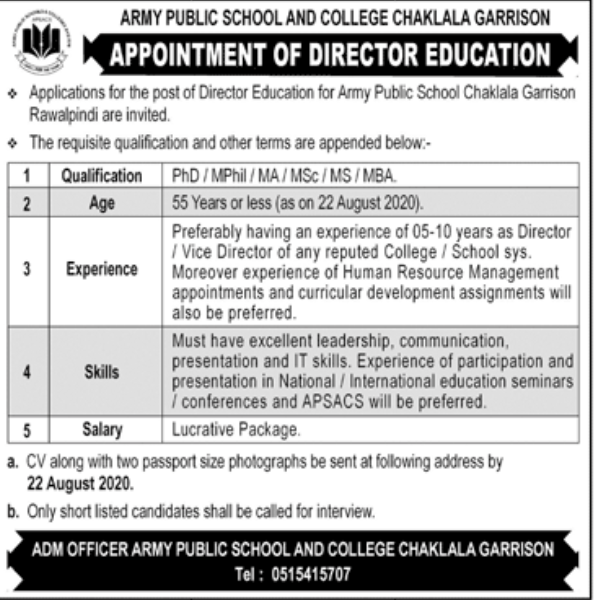 ARMY PUBLIC SCHOOL AND COLLEGE CHAKLALA GARRISON
APSACS
APPOINTMENT OF DIRECTOR EDUCATION
❖ Applications for the post of Director Education for Army Public School Chaklala Garrison
Rawalpindi are invited.
❖ The requisite qualification and other terms are appended below:-
1 Qualification PhD / MPhil / MA / MSc / MS / MBA.
2 Age 55 Years or less (as on 22 August 2020).
3 Experience Preferably having an experience of 05-10 years as Director
/ Vice Director of any reputed College / School sys.
Moreover experience of Human Resource Management
appointments and curricular development assignments will
also be preferred.
4 Skills Must have excellent leadership, communication,
presentation and IT skills. Experience of participation and
presentation in National / International education seminars
/ conferences and APSACS will be preferred.
5 Salary Lucrative Package.
a. CV along with two passport size photographs be sent at following address by
22 August 2020.
b. Only short listed candidates shall be called for interview.
ADM OFFICER ARMY PUBLIC SCHOOL AND COLLEGE CHAKLALA GARRISON
Tel : 0515415707